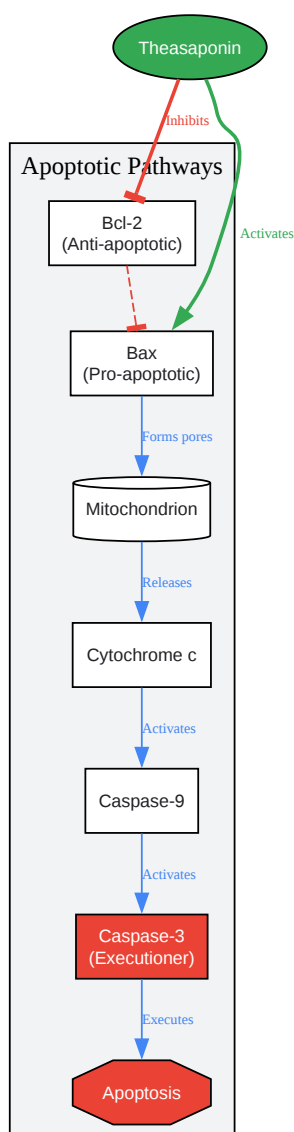 Theasaponin
Inhibits
Apoptotic Pathways
Bcl-2
(Anti-apoptotic)
Activates
Bax
(Pro-apoptotic)
Forms pores
Mitochondrion
Releases
Cytochrome c
Activates
Caspase-9
Activates
Caspase-3
(Executioner)
Executes
Apoptosis